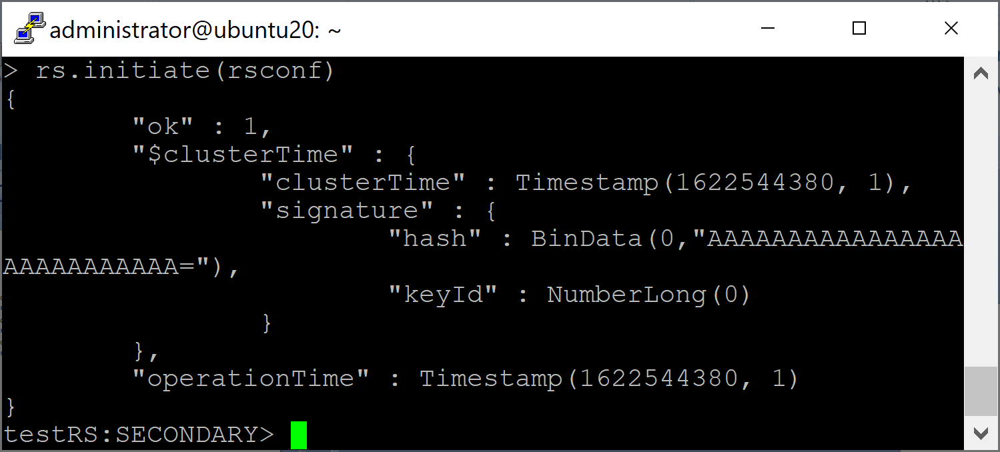 administrator@ubuntu20: ~
> rs.initiate(rsconf)
{
"ok" : 1,
"$clusterTime" : {
"clusterTime" : Timestamp(1622544380, 1),
"signature" : {
"hash" : BinData(0,"AAAAAAAAAAAAAAAA
AAAAAAAAAAA="),
"keyId" : NumberLong(0)
}
},
"operationTime" : Timestamp(1622544380, 1)
}
testRS:SECONDARY>